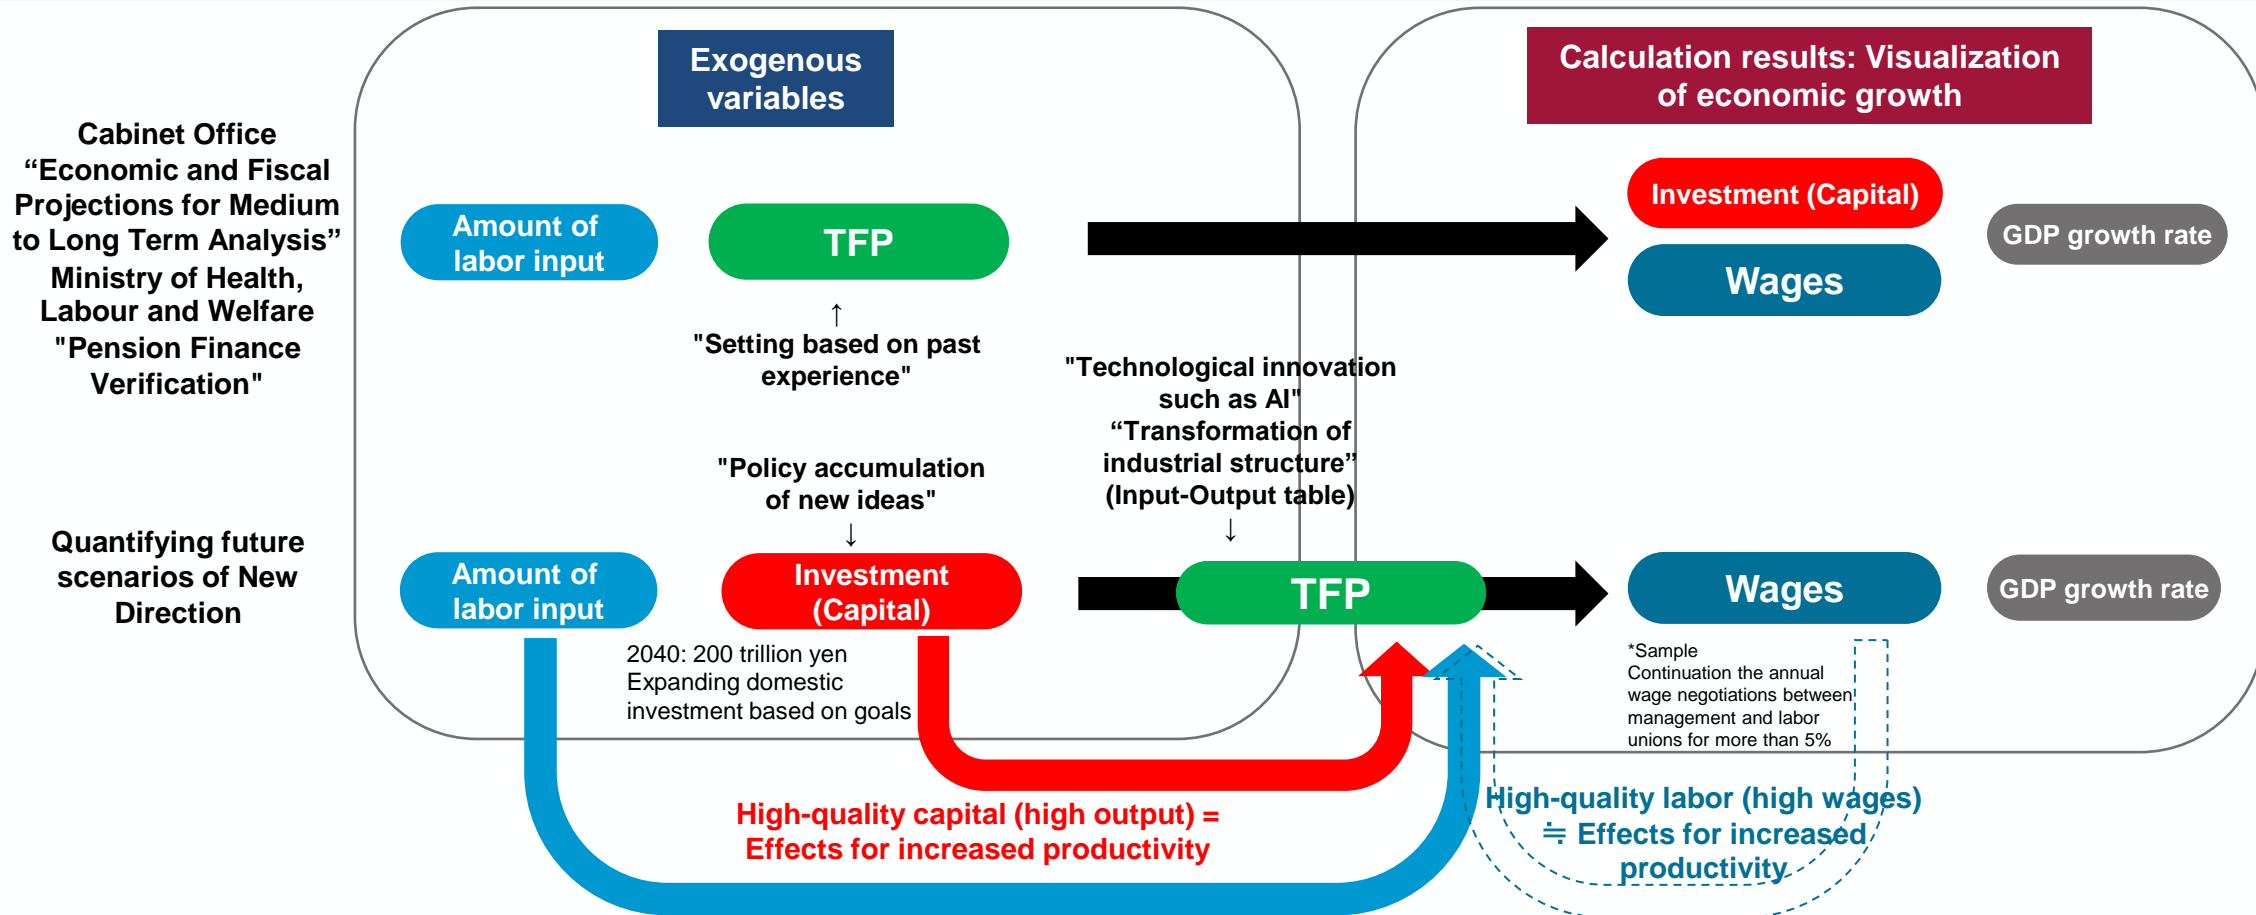 Exogenous
variables
Calculation results: Visualization
of economic growth
Cabinet Office
“Economic and Fiscal
Projections for Medium
to Long Term Analysis”
Ministry of Health,
Labour and Welfare
"Pension Finance
Verification"
Amount of
labor input
TFP
Investment (Capital)
Wages
GDP growth rate
↑
"Setting based on past
experience"
"Technological innovation
such as AI"
“Transformation of
industrial structure”
(Input-Output table)
↓
"Policy accumulation
of new ideas"
↓
Quantifying future
scenarios of New
Direction
Amount of
labor input
Investment
(Capital)
TFP
Wages
GDP growth rate
2040: 200 trillion yen
Expanding domestic
investment based on goals
*Sample
Continuation the annual
wage negotiations between
management and labor
unions for more than 5%
High-quality capital (high output) =
Effects for increased productivity
High-quality labor (high wages)
≒ Effects for increased
productivity